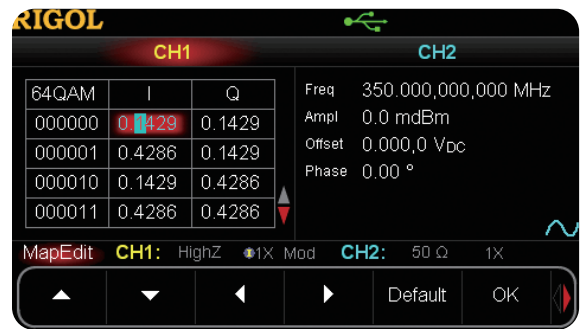 RIGOL
CH1 CH2
64QAM I Q
000000 0.1429 0.1429
000001 0.4286 0.1429
000010 0.1429 0.4286
000011 0.4286 0.4286
Freq 350.000,000,000 MHz
Ampl 0.0 mdBm
Offset 0.000,0 VDC
Phase 0.00 °
MapEdit CH1: HighZ 1X Mod CH2: 50 Ω 1X
Default OK